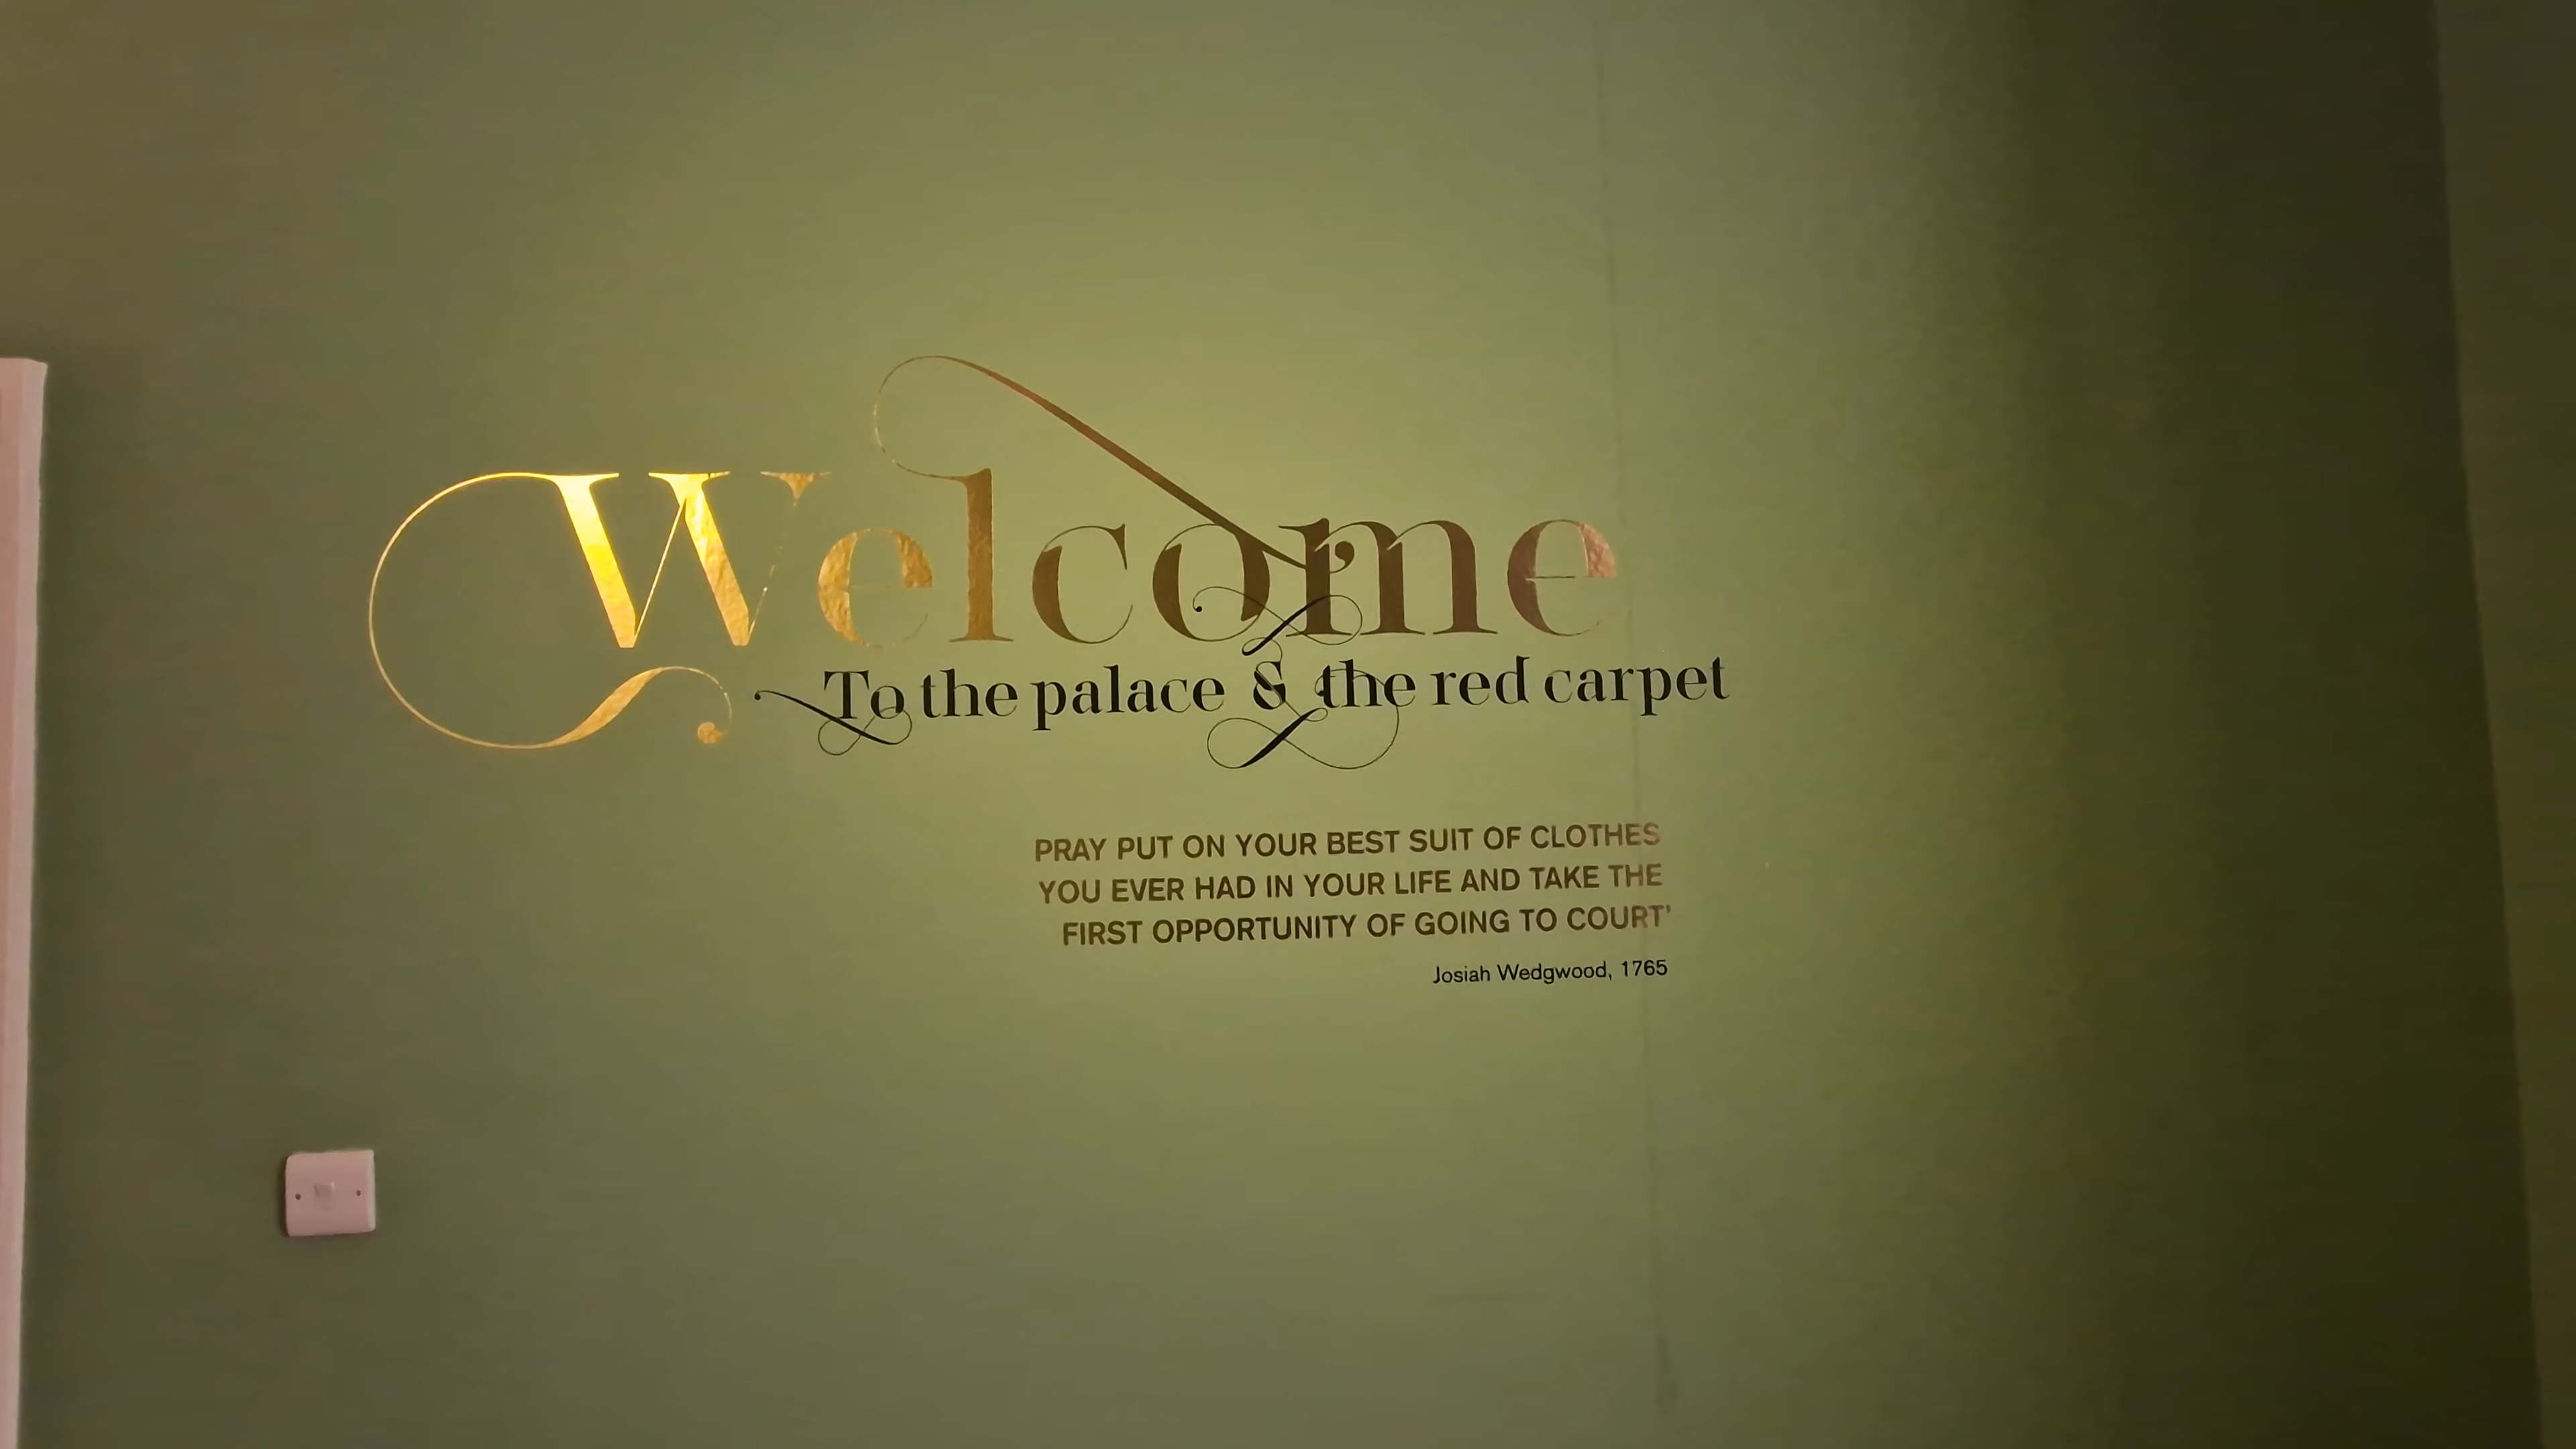 Welcome
To the palace & the red carpet
PRAY PUT ON YOUR BEST SUIT OF CLOTHES
YOU EVER HAD IN YOUR LIFE AND TAKE THE
FIRST OPPORTUNITY OF GOING TO COURT'
Josiah Wedgwood, 1765